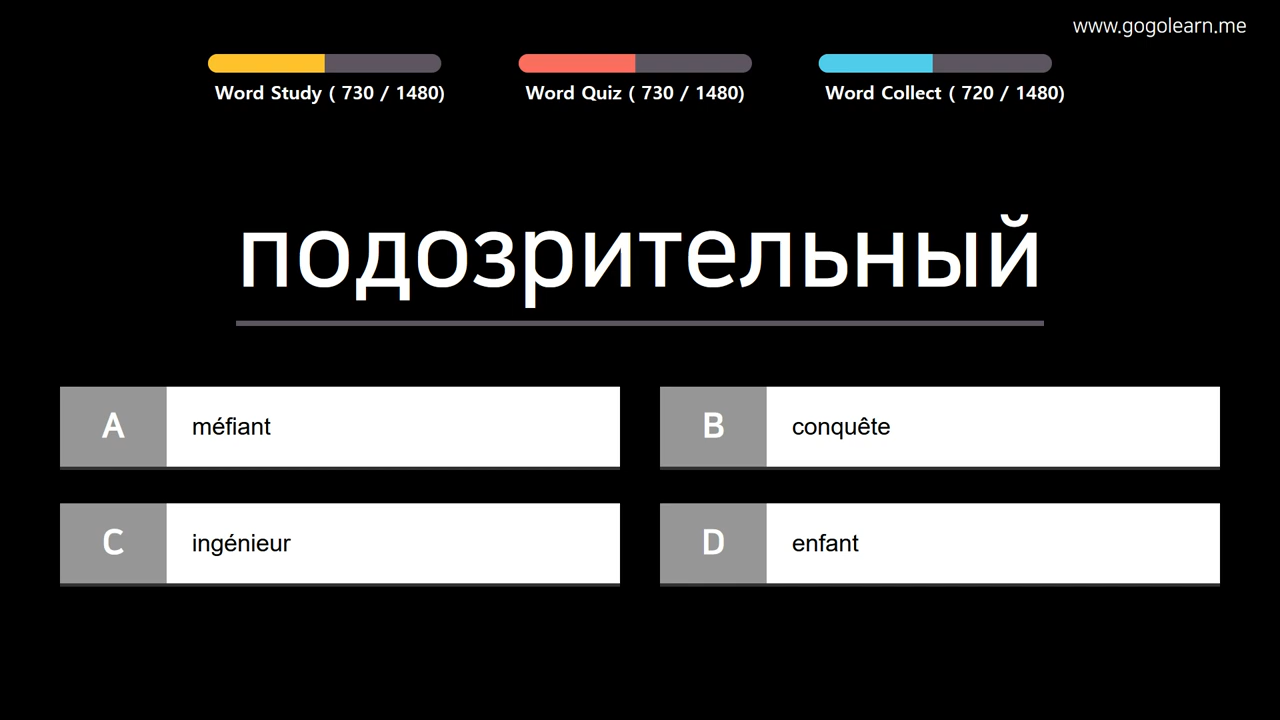 www.gogolearn.me
Word Study ( 730 / 1480)
Word Quiz ( 730 / 1480)
Word Collect ( 720 / 1480)
подозрительный
A méfiant
B conquête
C ingénieur
D enfant